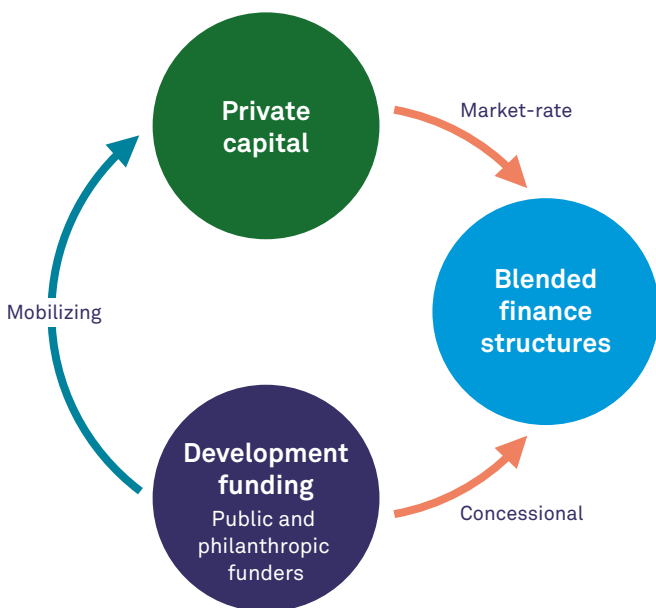 Private
capital
Market-rate
Blended
finance
structures
Mobilizing
Development
funding
Public and
philanthropic
funders
Concessional